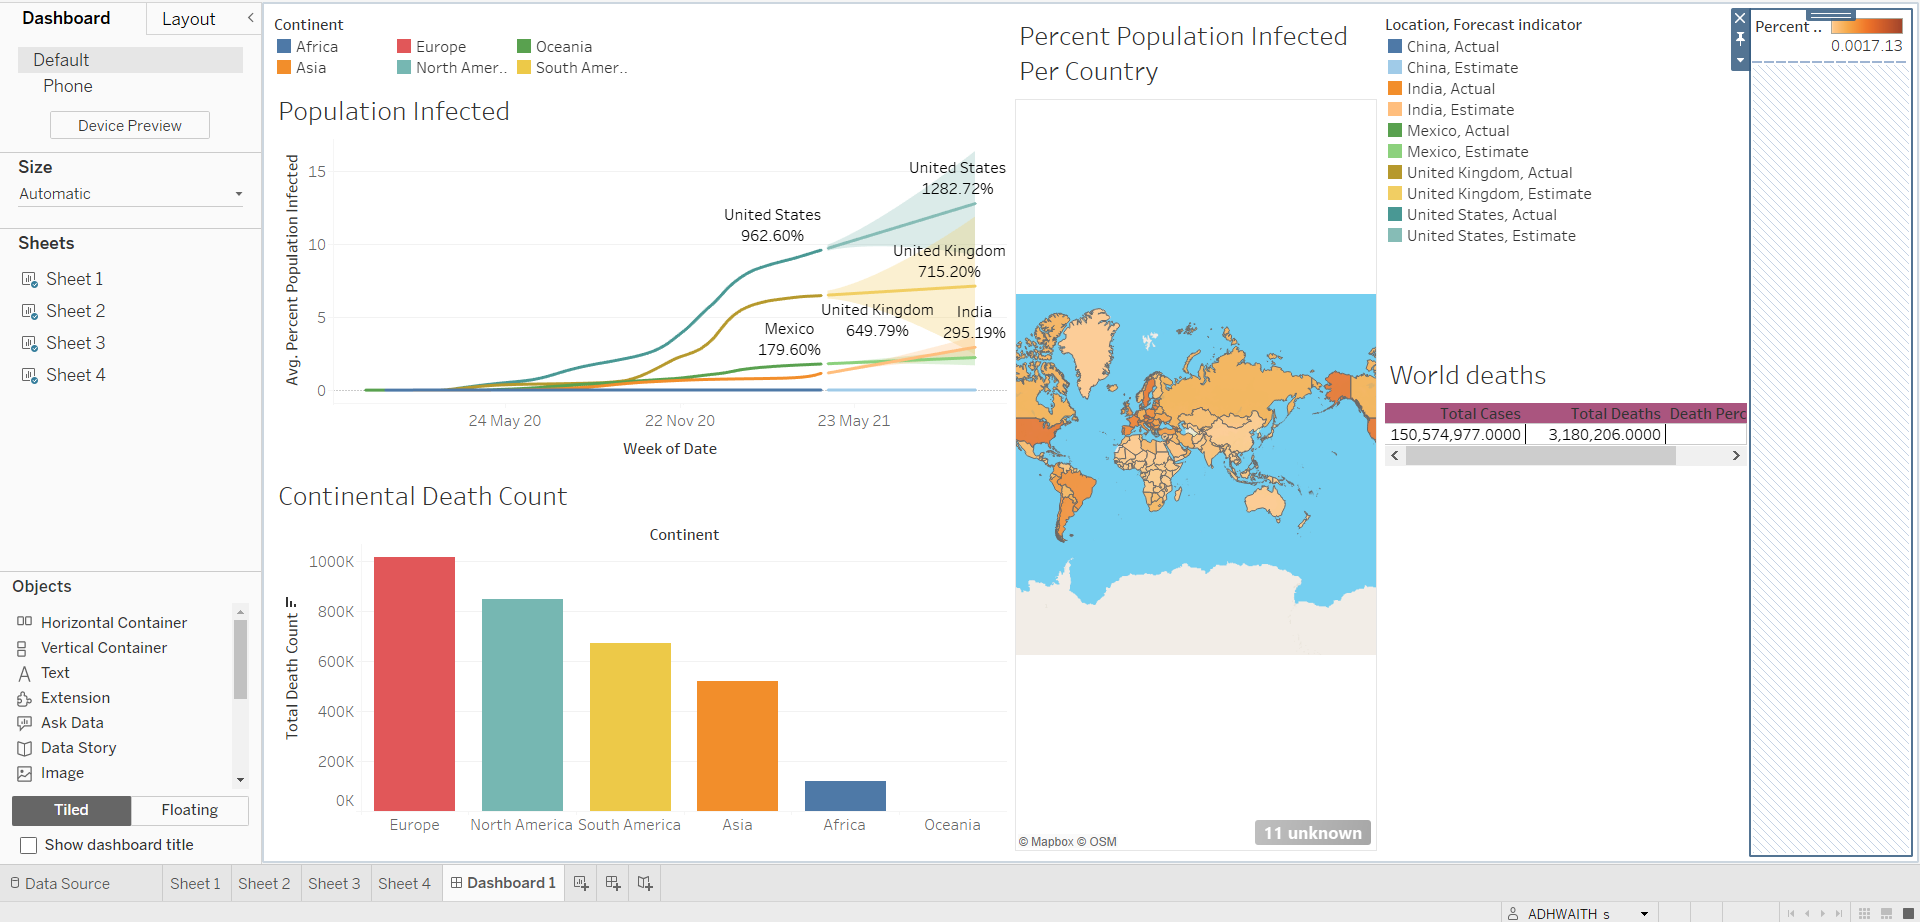 Dashboard
Layout
Default
Phone
Device Preview
Size
Automatic
Sheets
Sheet 1
Sheet 2
Sheet 3
Sheet 4
Objects
Horizontal Container
Vertical Container
Text
Extension
Ask Data
Data Story
Image
Tiled
Floating
Show dashboard title
Continent
Africa
Europe
Oceania
Asia
North Amer..
South Amer..
Population Infected
Avg. Percent Population Infected
15
10
5
0
United States
1282.72%
United States
962.60%
United Kingdom
715.20%
United Kingdom
649.79%
India
295.19%
Mexico
179.60%
24 May 20
22 Nov 20
23 May 21
Week of Date
Continental Death Count
Continent
Total Death Count
1000K
800K
600K
400K
200K
0K
Europe
North America
South America
Asia
Africa
Oceania
Percent Population Infected
Per Country
© Mapbox © OSM
11 unknown
Location, Forecast indicator
China, Actual
China, Estimate
India, Actual
India, Estimate
Mexico, Actual
Mexico, Estimate
United Kingdom, Actual
United Kingdom, Estimate
United States, Actual
United States, Estimate
World deaths
Total Cases
Total Deaths
Death Perc
150,574,977.0000
3,180,206.0000
Percent ..
0.0017.13
Data Source
Sheet 1
Sheet 2
Sheet 3
Sheet 4
Dashboard 1
ADHWAITH s